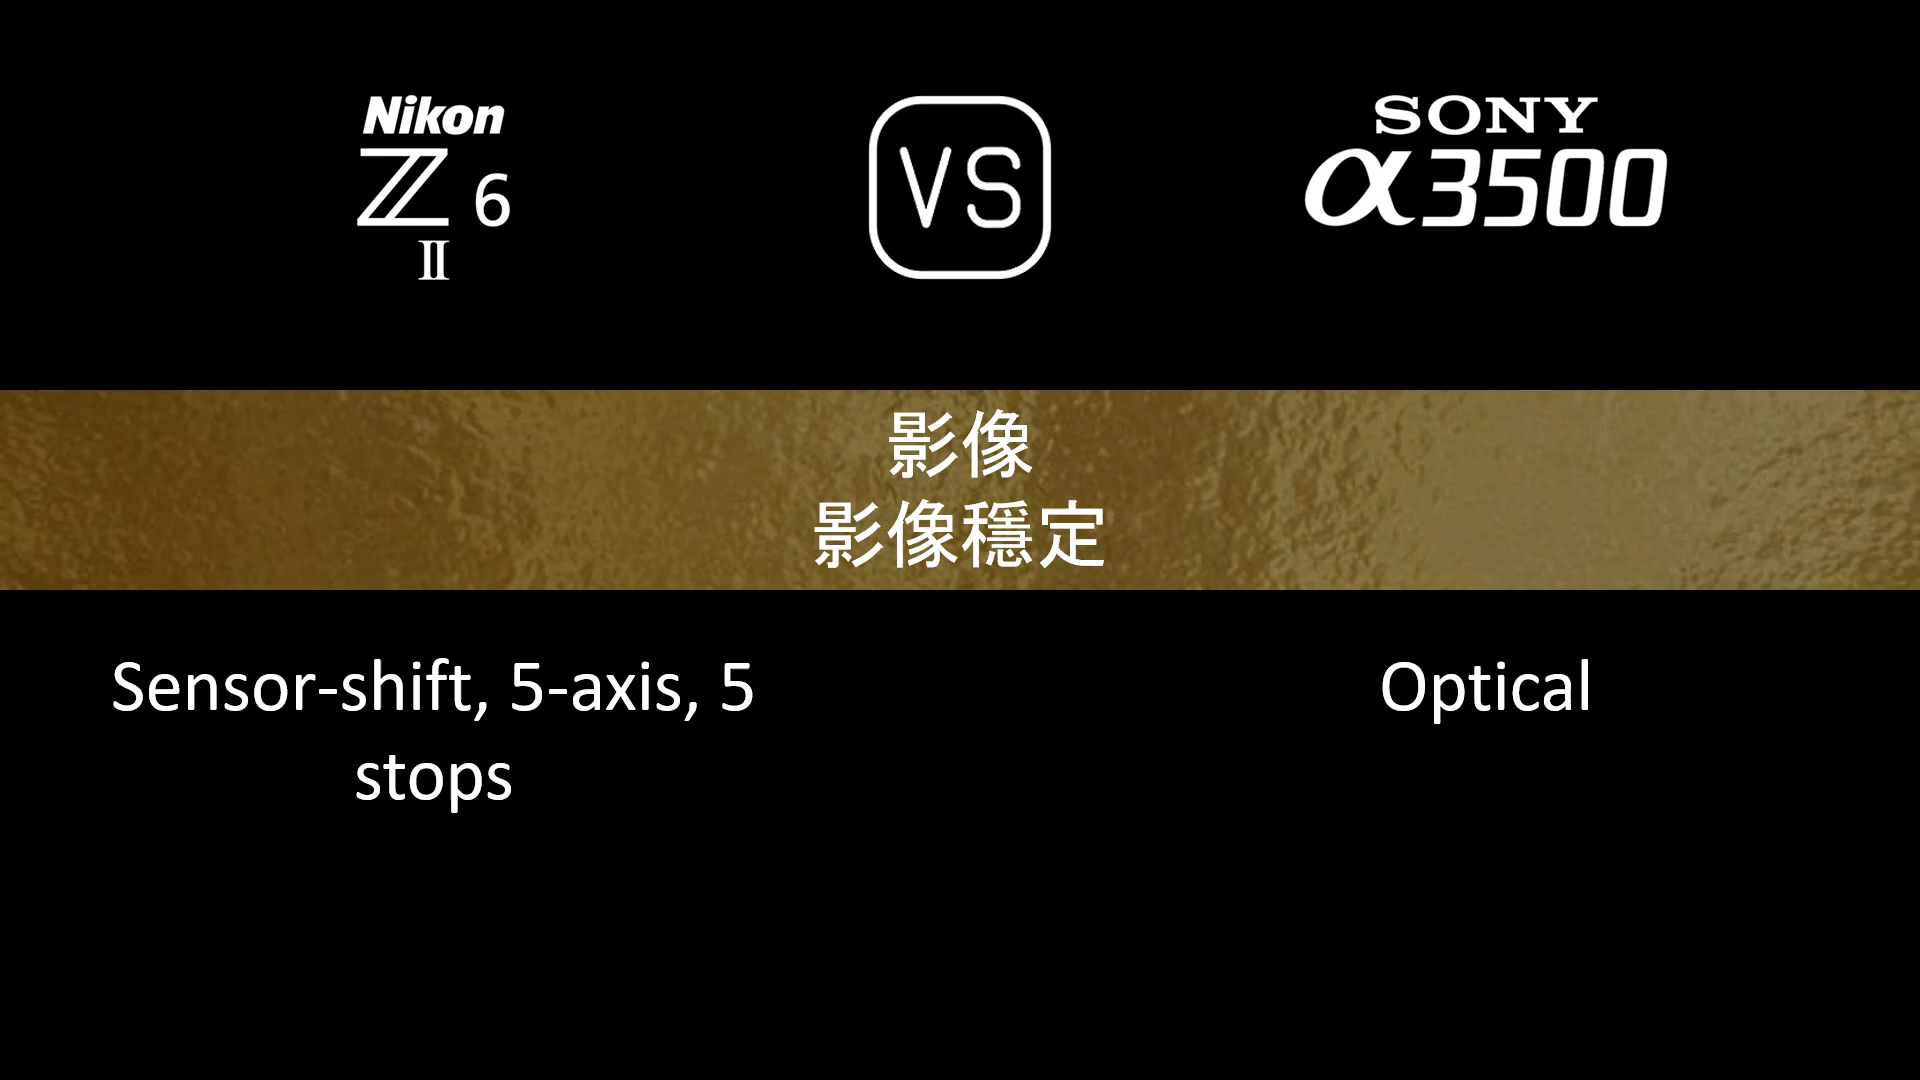 Nikon
Z 6
II
VS
SONY
α3500
影像
影像穩定
Sensor-shift, 5-axis, 5
stops
Optical